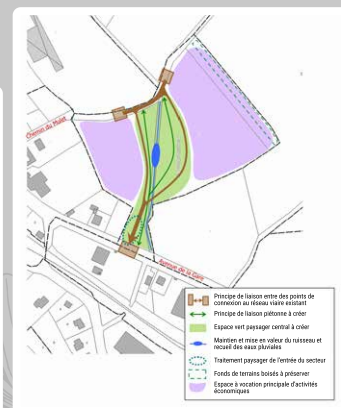 Chemin du Mulet
Avenue de la Gare
Principe de liaison entre des points de
connexion au réseau viaire existant
Principe de liaison piétonne à créer
Espace vert paysager central à créer
Maintien et mise en valeur du ruisseau et
recueil des eaux pluviales
Traitement paysager de l'entrée du secteur
Fonds de terrains boisés à préserver
Espace à vocation principale d'activités
économiques